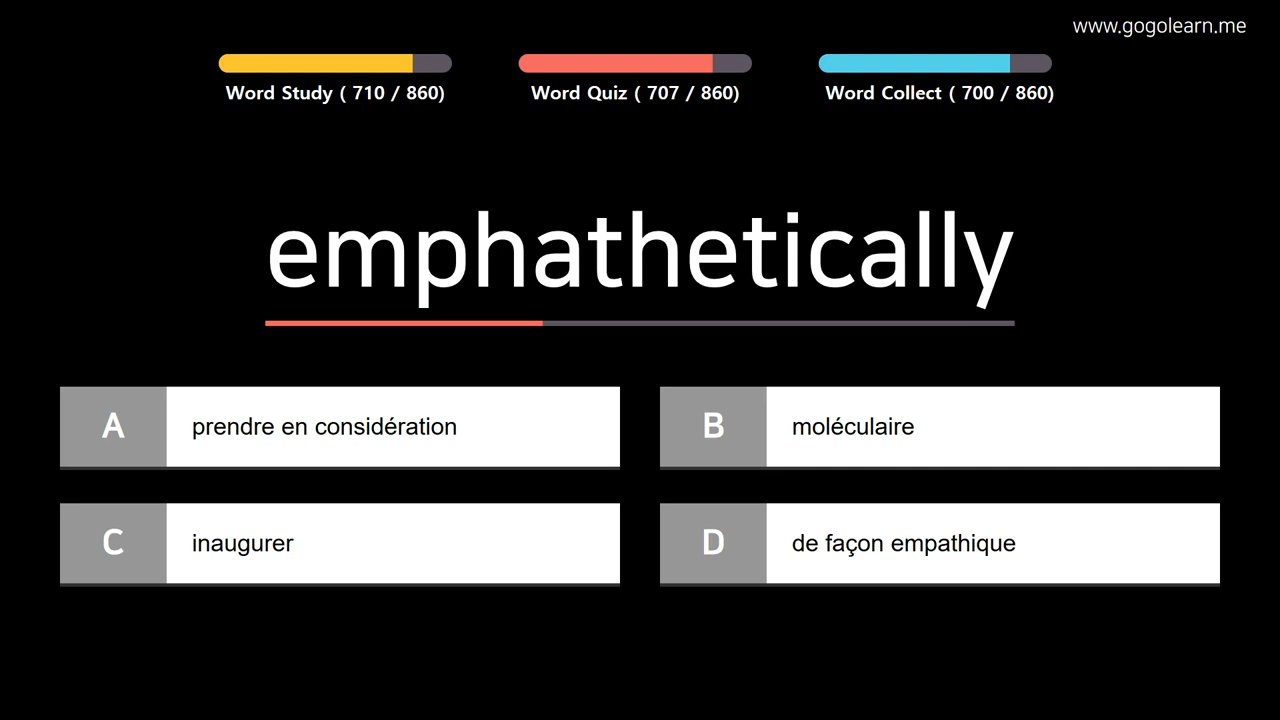 www.gogolearn.me
Word Study ( 710 / 860)
Word Quiz ( 707 / 860)
Word Collect ( 700 / 860)
emphathetically
A prendre en considération
B moléculaire
C inaugurer
D de façon empathique